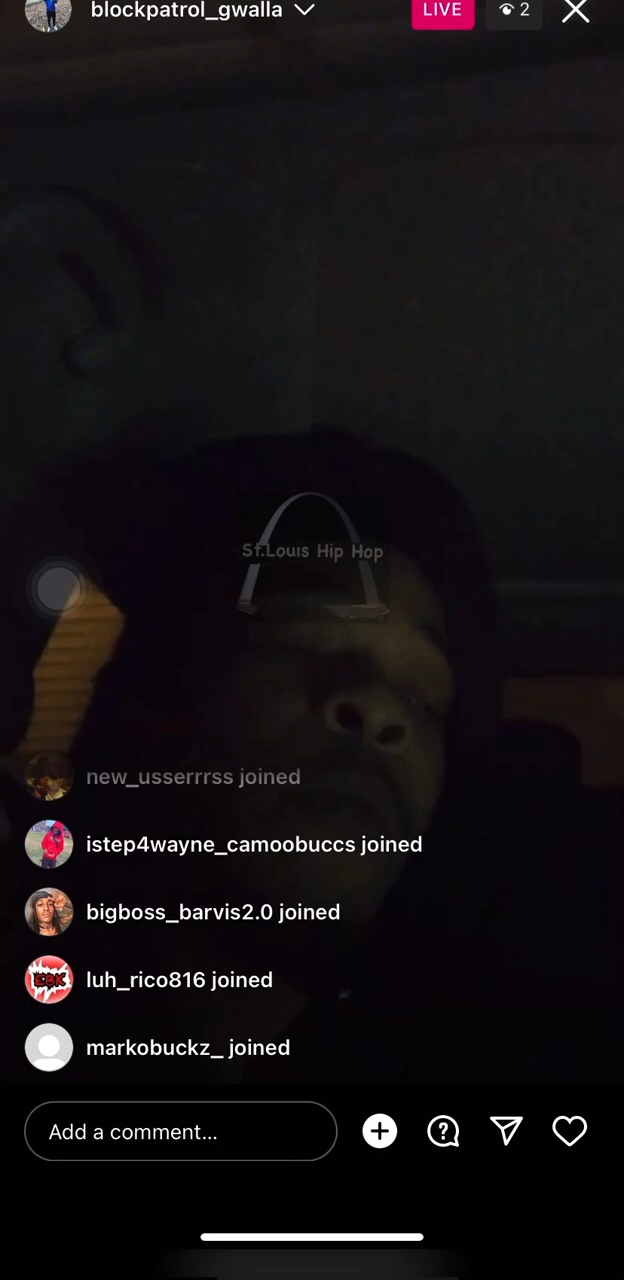 blockpatrol_gwalla
LIVE
2
St.Louis Hip Hop
new_usserrrss joined
istep4wayne_camoobuccs joined
bigboss_barvis2.0 joined
EBK
luh_rico816 joined
markobuckz_ joined
Add a comment...